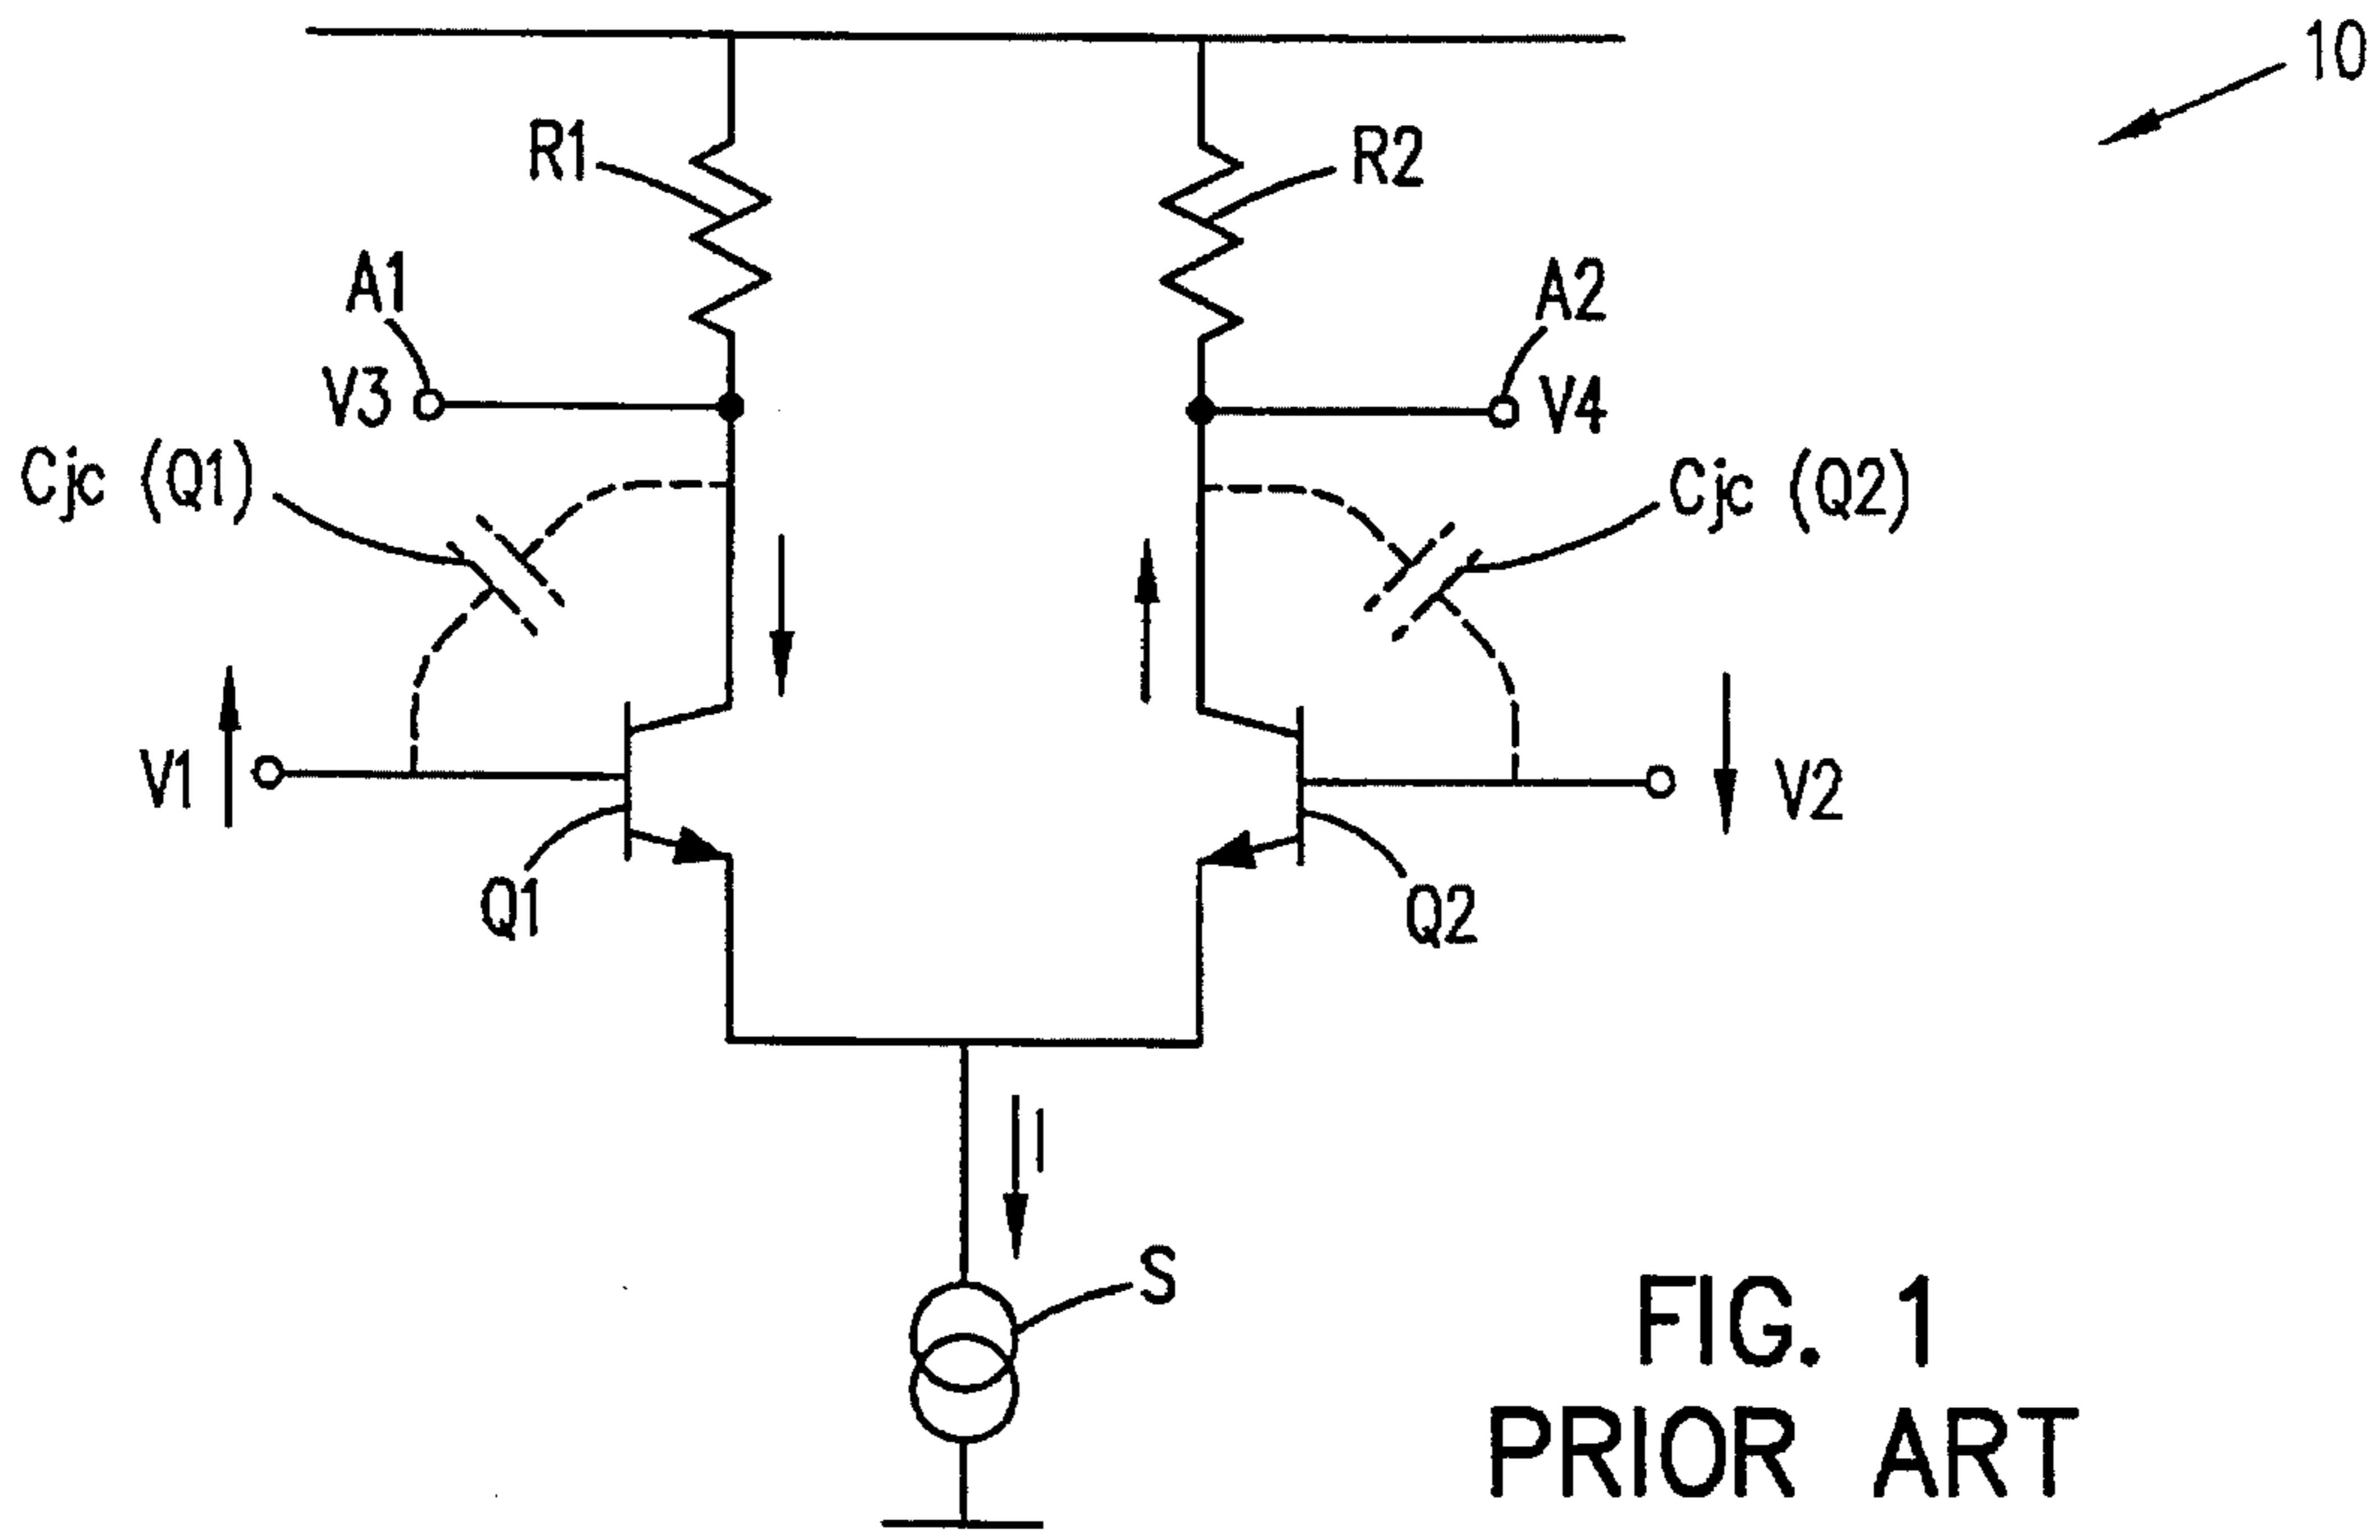 10
R1
R2
A1
A2
V3
V4
Cjc (Q1)
Cjc (Q2)
V1
V2
Q1
Q2
I
S
FIG. 1
PRIOR ART